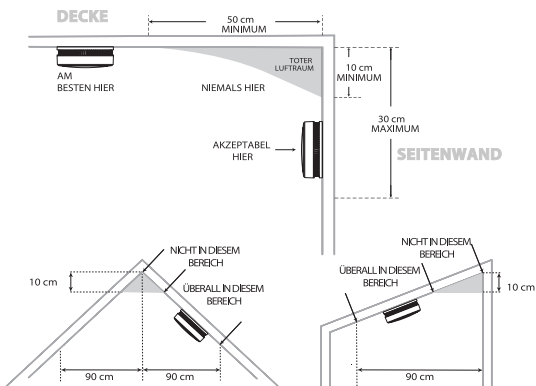 DECKE
50 cm
MINIMUM
AM
BESTEN HIER
NIEMALS HIER
TOTER
LUFTRAUM
10 cm
MINIMUM
AKZEPTABEL
HIER
30 cm
MAXIMUM
SEITENWAND
NICHT IN DIESEM
BEREICH
10 cm
ÜBERALL IN DIESEM
BEREICH
90 cm
90 cm
NICHT IN DIESEM
BEREICH
ÜBERALL IN DIESEM
BEREICH
10 cm
90 cm